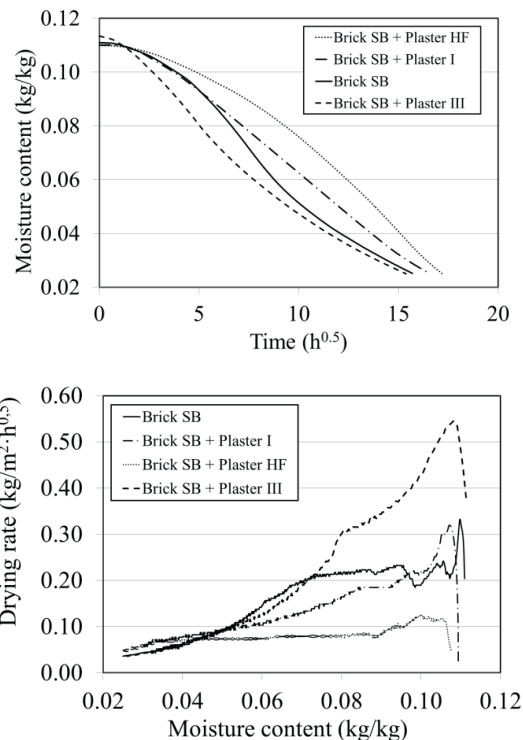 0.12
0.10
0.08
0.06
0.04
0.02
Moisture content (kg/kg)
Brick SB + Plaster HF
Brick SB + Plaster I
Brick SB
Brick SB + Plaster III
0 5 10 15 20
Time (h⁰·⁵)
0.60
0.50
0.40
0.30
0.20
0.10
0.00
Drying rate (kg/m²·h⁰,⁵)
Brick SB
Brick SB + Plaster I
Brick SB + Plaster HF
Brick SB + Plaster III
0.02 0.04 0.06 0.08 0.10 0.12
Moisture content (kg/kg)